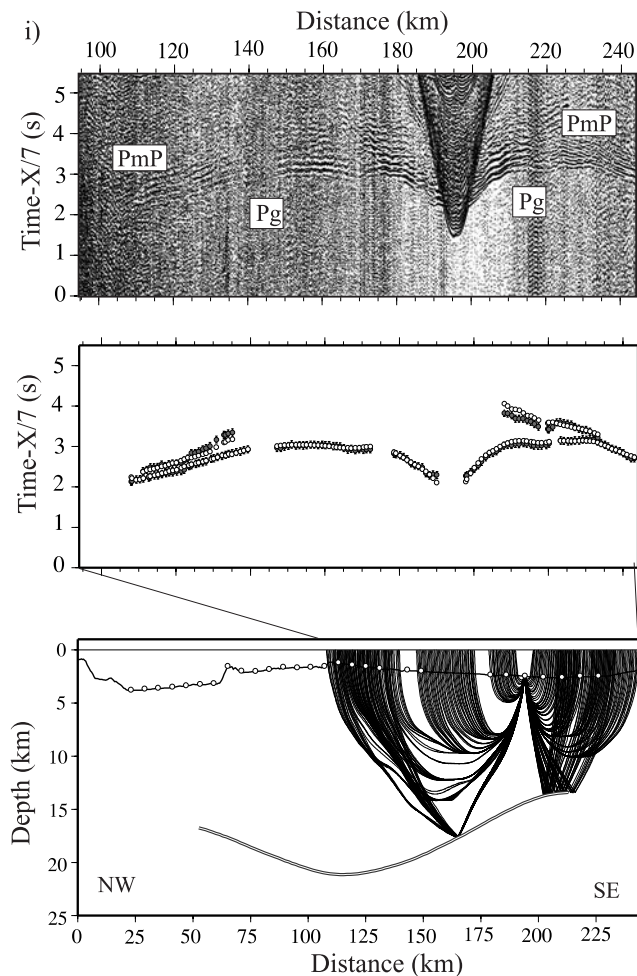 i)
Distance (km)
100 120 140 160 180 200 220 240
Time-X/7 (s)
5
4
3
2
1
0
PmP
PmP
Pg
Pg
Time-X/7 (s)
5
4
3
2
1
0
Depth (km)
0
5
10
15
20
25
NW
SE
0 25 50 75 100 125 150 175 200 225
Distance (km)